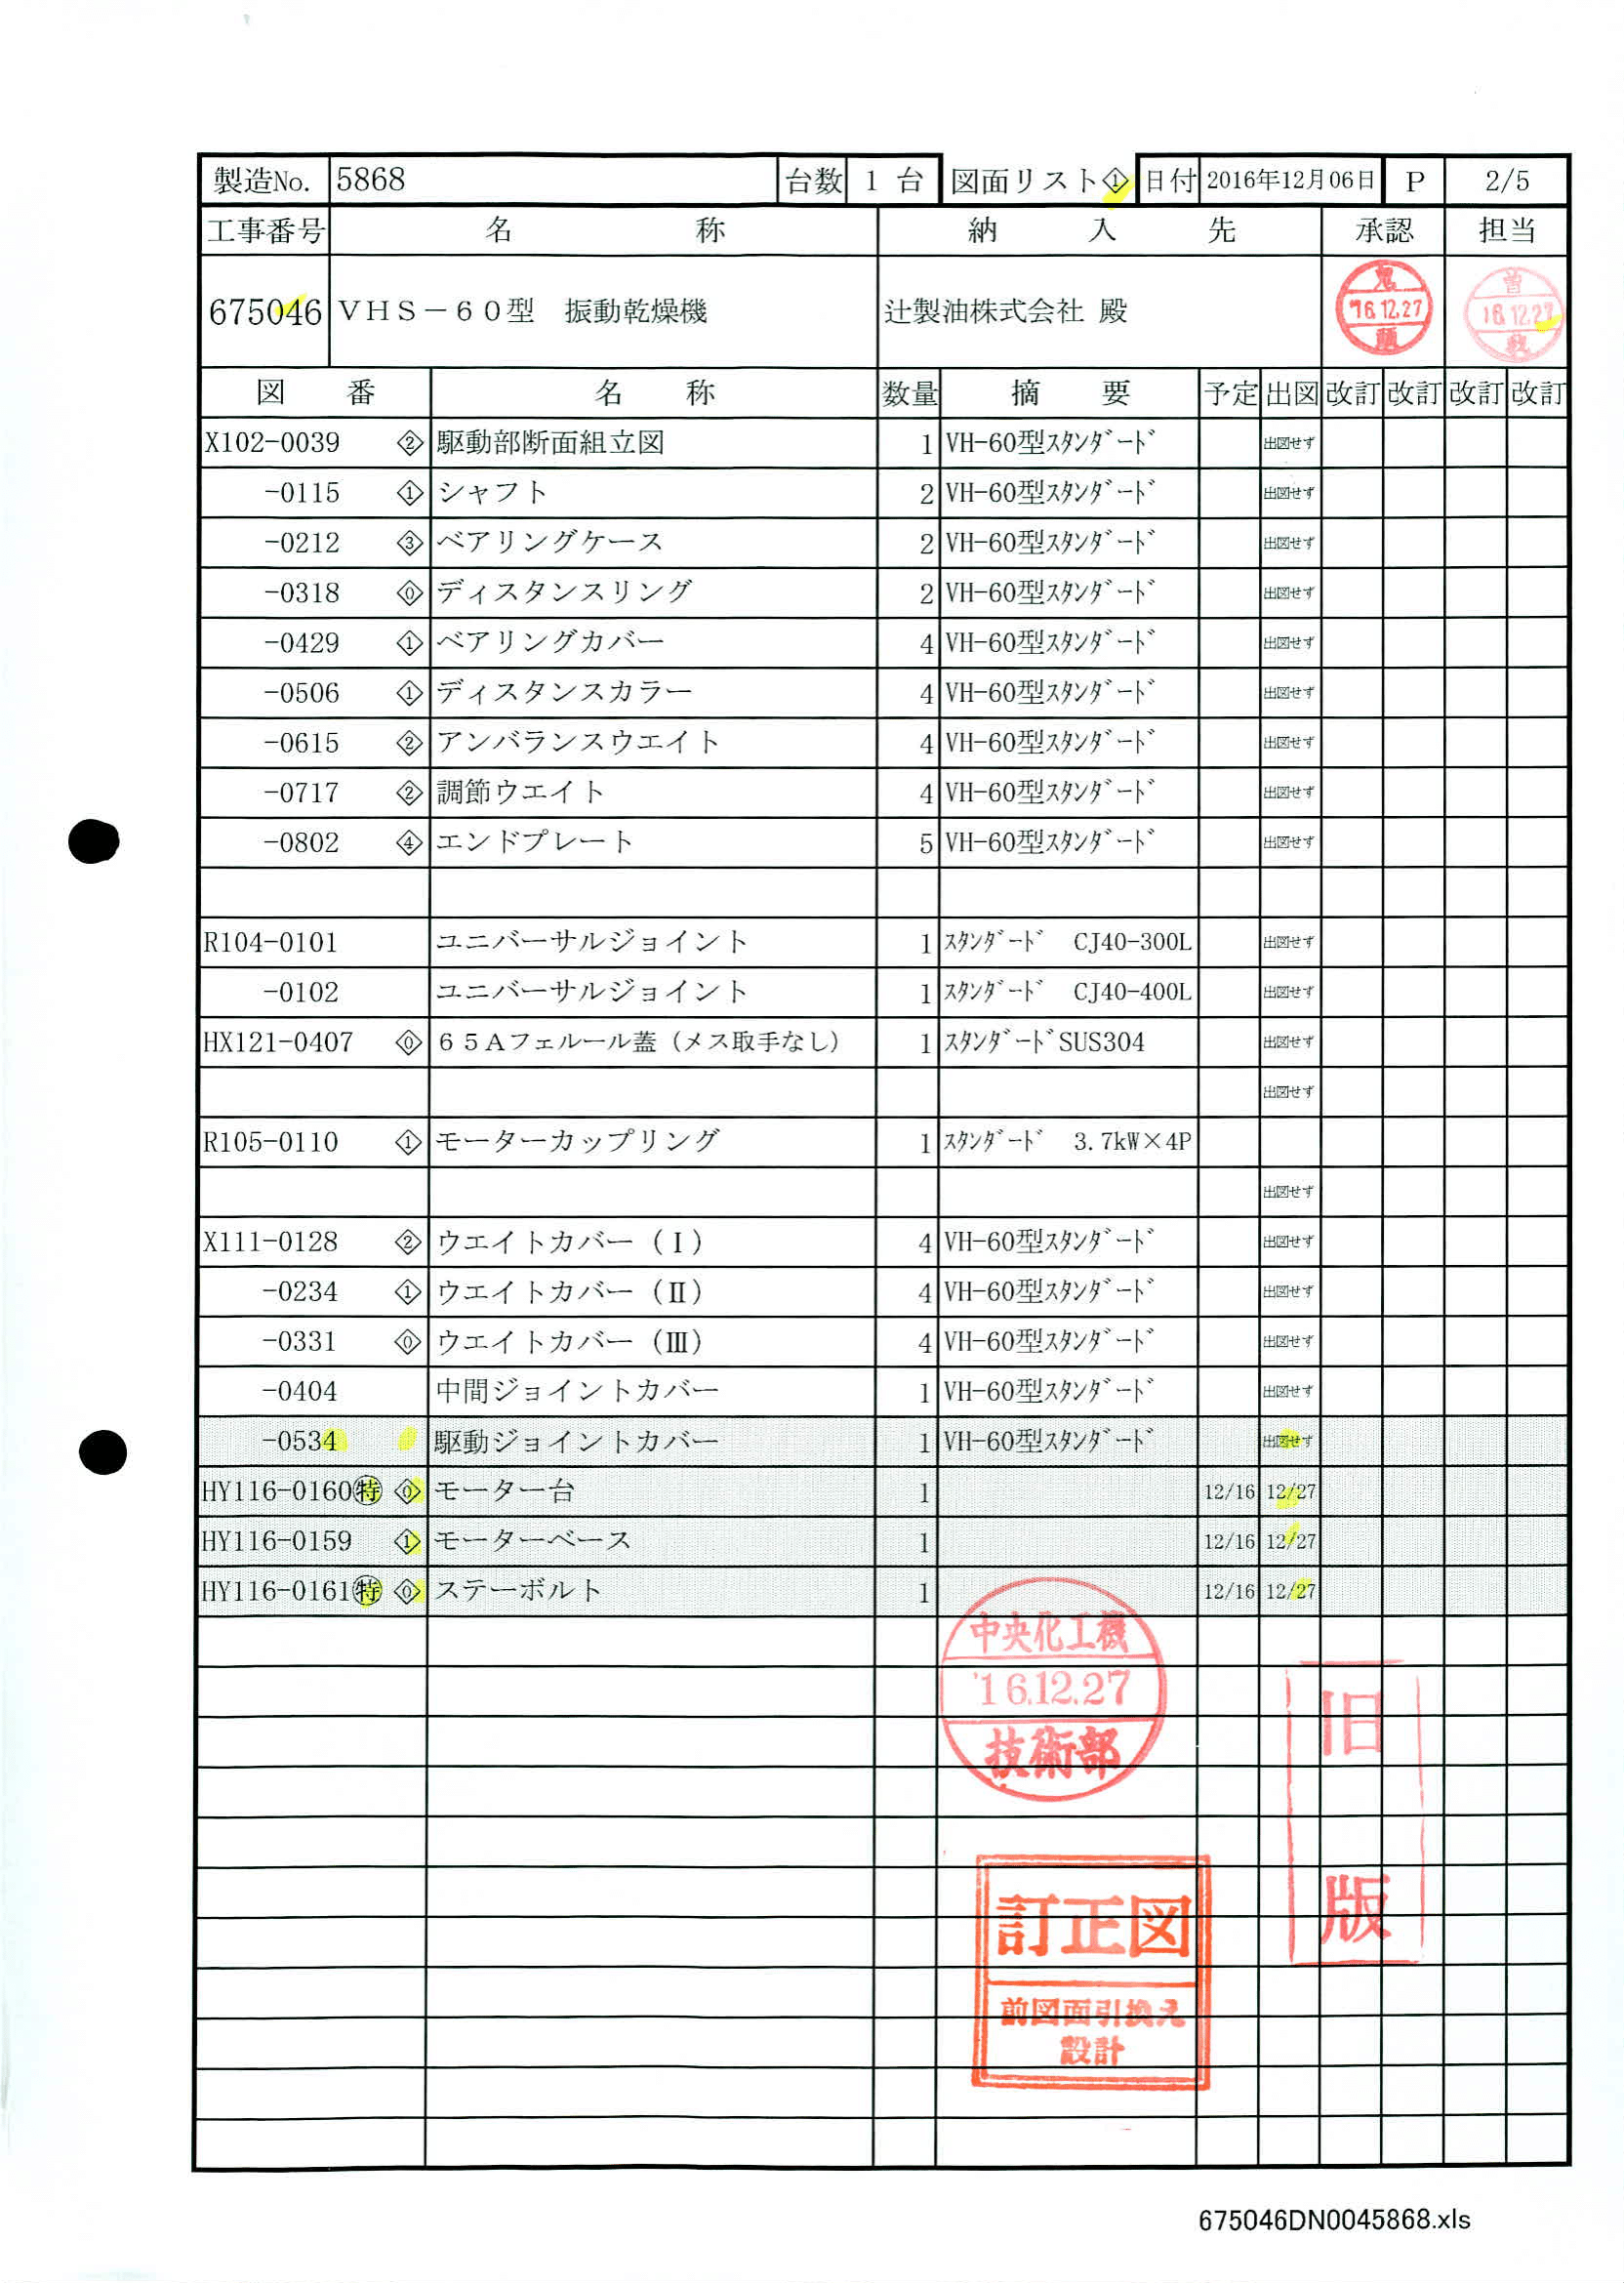 製造No. 5868 台数 1 台 図面リスト◇1 日付 2016年12月06日 P 2/5
工事番号 名 称 納 入 先 承認 担当
675046 VHS-60型 振動乾燥機 辻製油株式会社 殿 '16.12.27 16.12.27
図 番 名 称 数量 摘 要 予定 出図 改訂 改訂 改訂 改訂
X102-0039 ② 駆動部断面組立図 1 VH-60型ｽﾀﾝﾀﾞｰﾄﾞ 出図せず
-0115 ① シャフト 2 VH-60型ｽﾀﾝﾀﾞｰﾄﾞ 出図せず
-0212 ③ ベアリングケース 2 VH-60型ｽﾀﾝﾀﾞｰﾄﾞ 出図せず
-0318 ⓪ ディスタンスリング 2 VH-60型ｽﾀﾝﾀﾞｰﾄﾞ 出図せず
-0429 ① ベアリングカバー 4 VH-60型ｽﾀﾝﾀﾞｰﾄﾞ 出図せず
-0506 ① ディスタンスカラー 4 VH-60型ｽﾀﾝﾀﾞｰﾄﾞ 出図せず
-0615 ② アンバランスウエイト 4 VH-60型ｽﾀﾝﾀﾞｰﾄﾞ 出図せず
-0717 ② 調節ウエイト 4 VH-60型ｽﾀﾝﾀﾞｰﾄﾞ 出図せず
-0802 ④ エンドプレート 5 VH-60型ｽﾀﾝﾀﾞｰﾄﾞ 出図せず
R104-0101 ユニバーサルジョイント 1 ｽﾀﾝﾀﾞｰﾄﾞ CJ40-300L 出図せず
-0102 ユニバーサルジョイント 1 ｽﾀﾝﾀﾞｰﾄﾞ CJ40-400L 出図せず
HX121-0407 ⓪ ６５Aフェルール蓋（メス取手なし） 1 ｽﾀﾝﾀﾞｰﾄﾞSUS304 出図せず
出図せず
R105-0110 ① モーターカップリング 1 ｽﾀﾝﾀﾞｰﾄﾞ 3.7kW×4P
出図せず
X111-0128 ② ウエイトカバー（Ⅰ） 4 VH-60型ｽﾀﾝﾀﾞｰﾄﾞ 出図せず
-0234 ① ウエイトカバー（Ⅱ） 4 VH-60型ｽﾀﾝﾀﾞｰﾄﾞ 出図せず
-0331 ⓪ ウエイトカバー（Ⅲ） 4 VH-60型ｽﾀﾝﾀﾞｰﾄﾞ 出図せず
-0404 中間ジョイントカバー 1 VH-60型ｽﾀﾝﾀﾞｰﾄﾞ 出図せず
-0534 駆動ジョイントカバー 1 VH-60型ｽﾀﾝﾀﾞｰﾄﾞ 出図せず
HY116-0160㊕ ⓪ モーター台 1 12/16 12/27
HY116-0159 ① モーターベース 1 12/16 12/27
HY116-0161㊕ ⓪ ステーボルト 1 12/16 12/27
中央化工機
'16.12.27
技術部
旧版
訂正図
前図面引換え
設計
675046DN0045868.xls